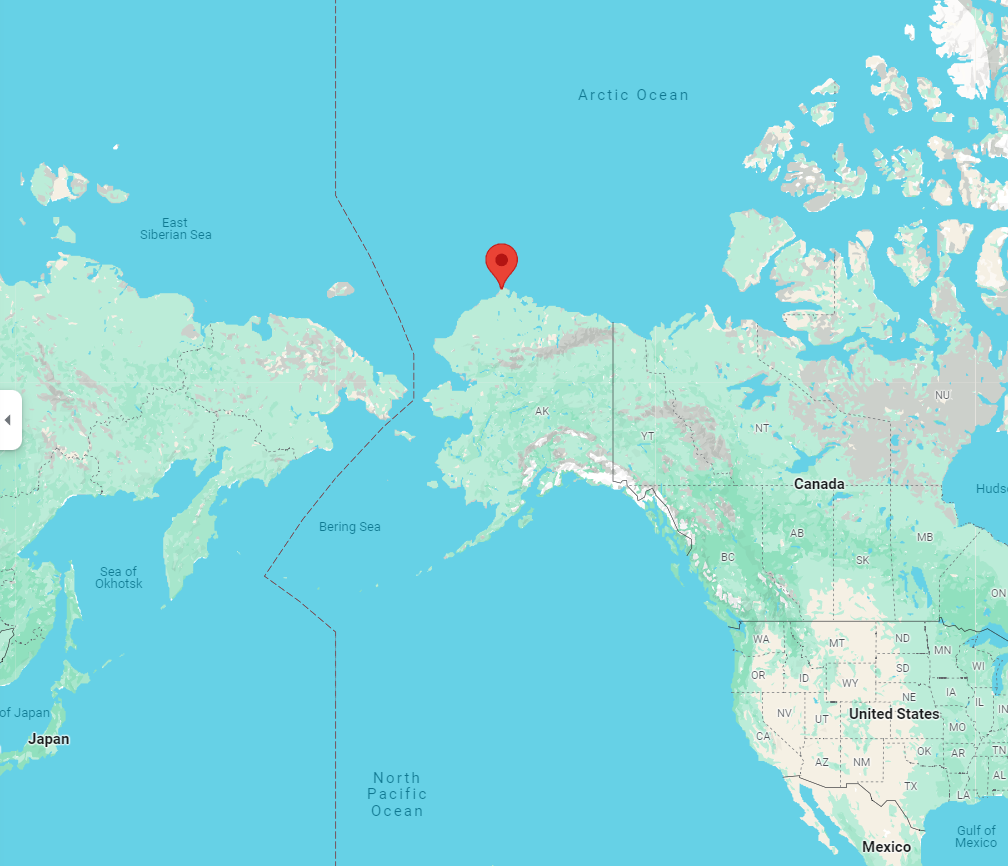 Arctic Ocean
East
Siberian Sea
NU
AK
NT
YT
Canada
Hudso
Bering Sea
AB
MB
BC
SK
Sea of
Okhotsk
ON
WA
MT
ND
MN
OR
ID
SD
WI
WY
NE
IA
of Japan
NV
UT
United States
IL
IN
MO
Japan
CA
OK
AR
TN
AZ
NM
AL
North
Pacific
Ocean
TX
LA
Gulf of
Mexico
Mexico